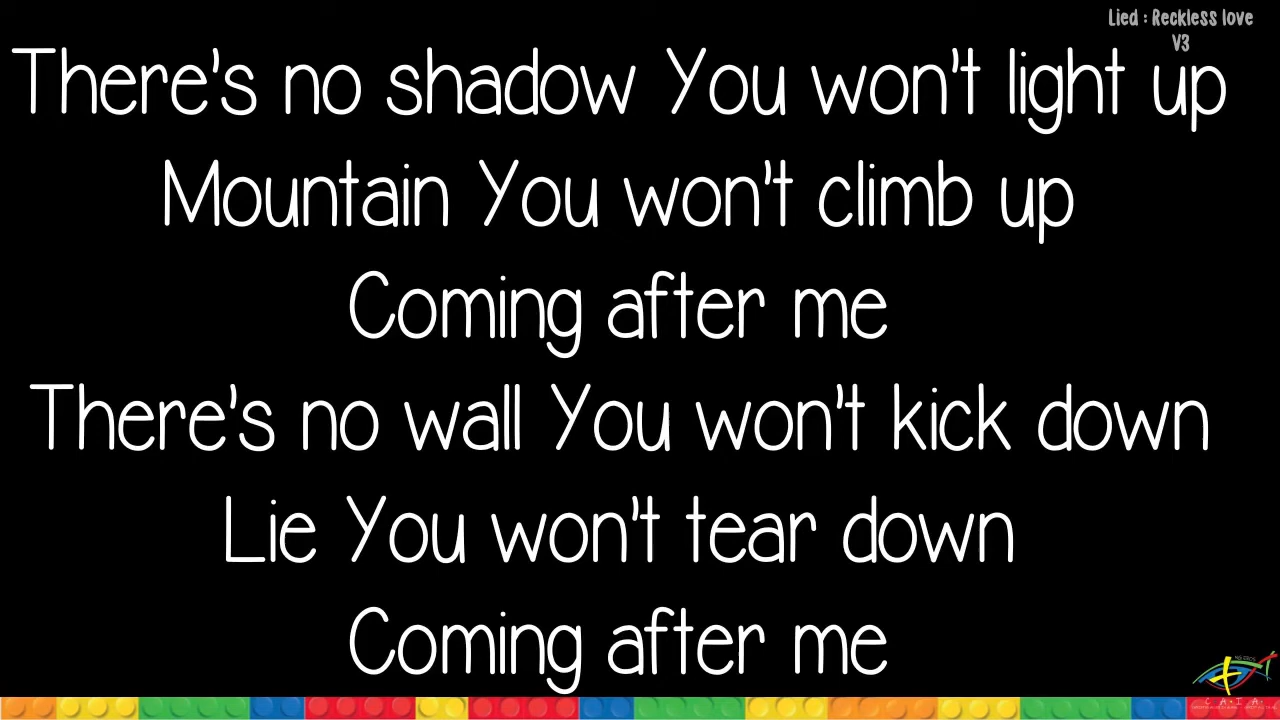 Lied : Reckless love
V3
There's no shadow You won't light up
Mountain You won't climb up
Coming after me
There's no wall You won't kick down
Lie You won't tear down
Coming after me
C A I A